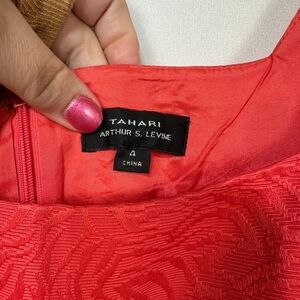 TAHARI
ARTHUR S. LEVINE
4
CHINA